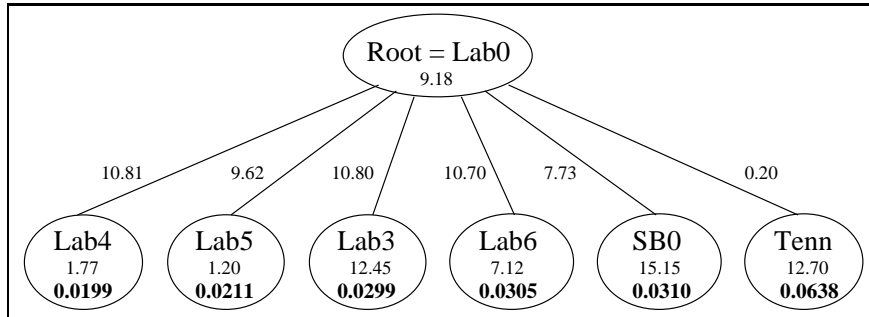 Root = Lab0
9.18
10.81 9.62 10.80 10.70 7.73 0.20
Lab4 Lab5 Lab3 Lab6 SB0 Tenn
1.77 1.20 12.45 7.12 15.15 12.70
0.0199 0.0211 0.0299 0.0305 0.0310 0.0638